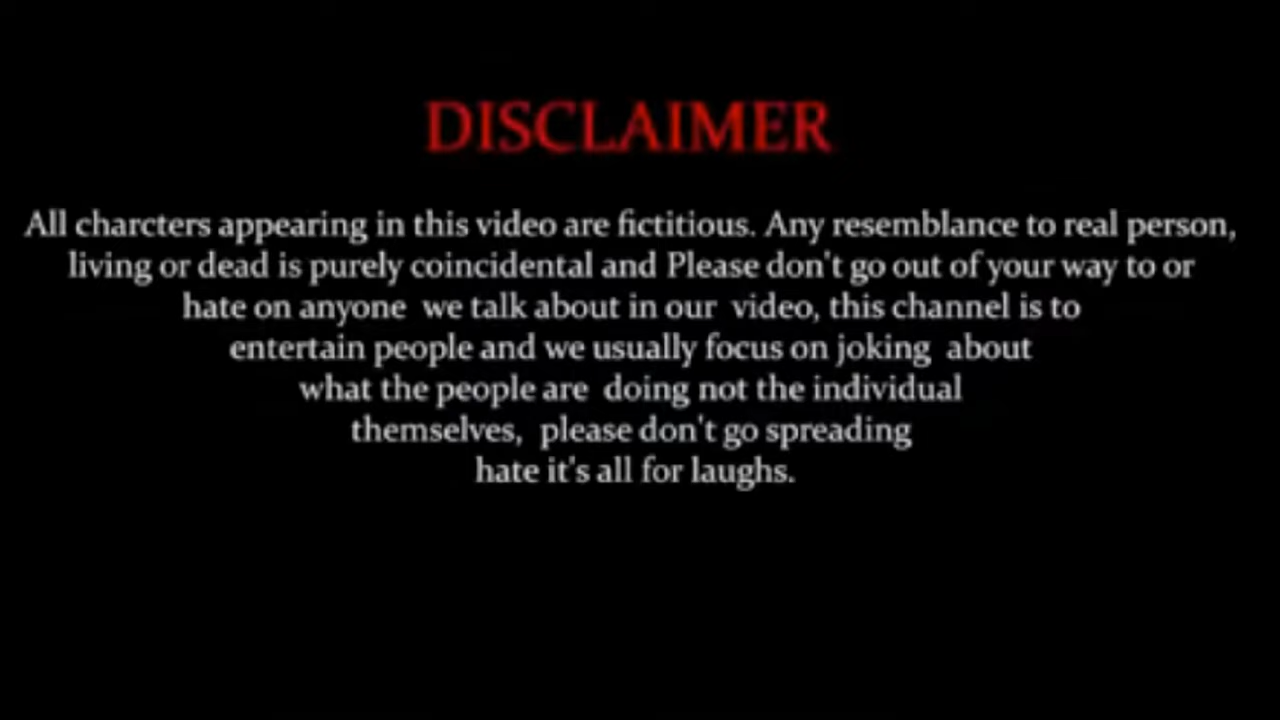 DISCLAIMER
All charcters appearing in this video are fictitious. Any resemblance to real person,
living or dead is purely coincidental and Please don't go out of your way to or
hate on anyone  we talk about in our  video, this channel is to
entertain people and we usually focus on joking  about
what the people are  doing not the individual
themselves,  please don't go spreading
hate it's all for laughs.